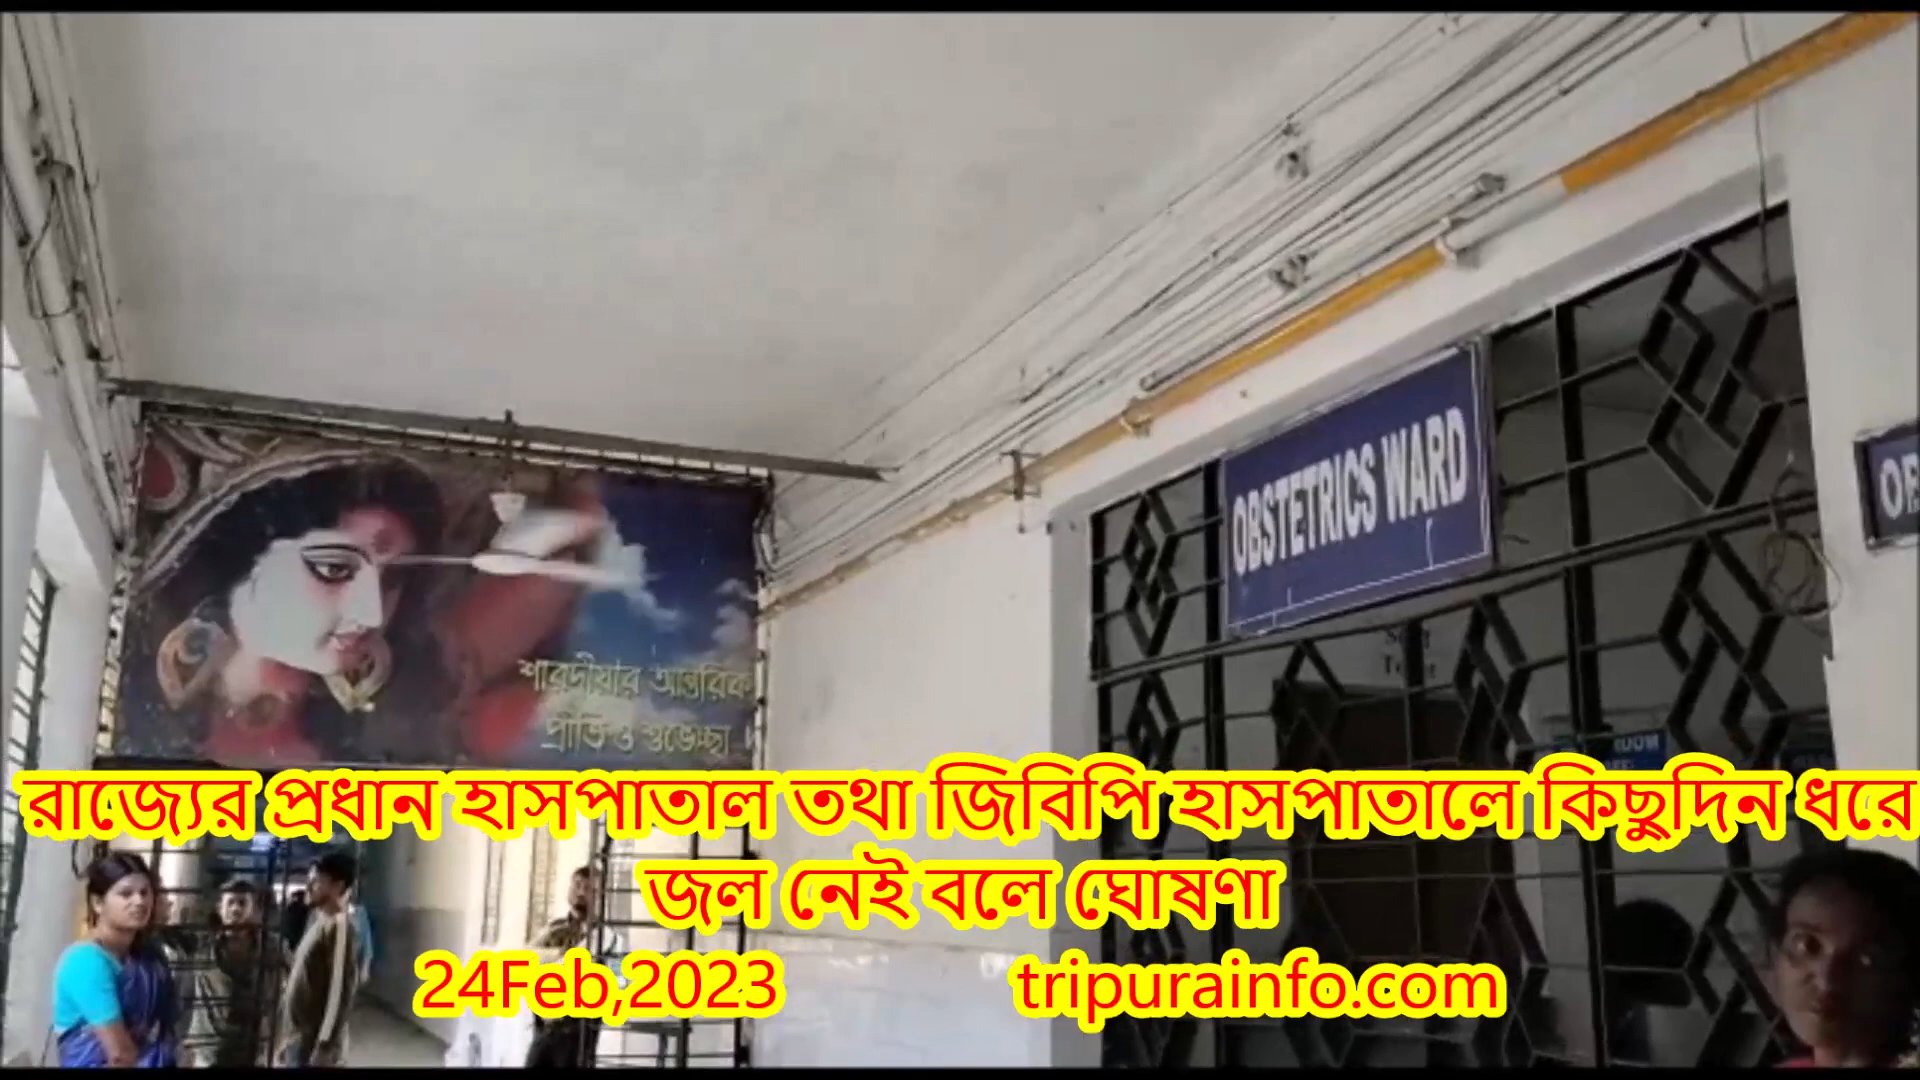 OBSTETRICS WARD
শারদীয়ার আন্তরিক
প্রীতি ও শুভেচ্ছা
রাজ্যের প্রধান হাসপাতাল তথা জিবিপি হাসপাতালে কিছুদিন ধরে
জল নেই বলে ঘোষণা
24Feb,2023 tripurainfo.com